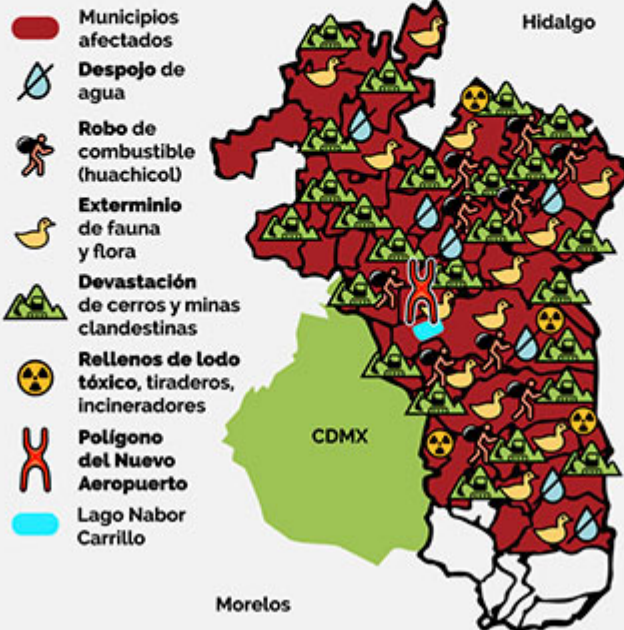 Municipios
afectados
Despojo de
agua
Robo de
combustible
(huachicol)
Exterminio
de fauna
y flora
Devastación
de cerros y minas
clandestinas
Rellenos de lodo
tóxico, tiraderos,
incineradores
Polígono
del Nuevo
Aeropuerto
Lago Nabor
Carrillo
Hidalgo
CDMX
Morelos